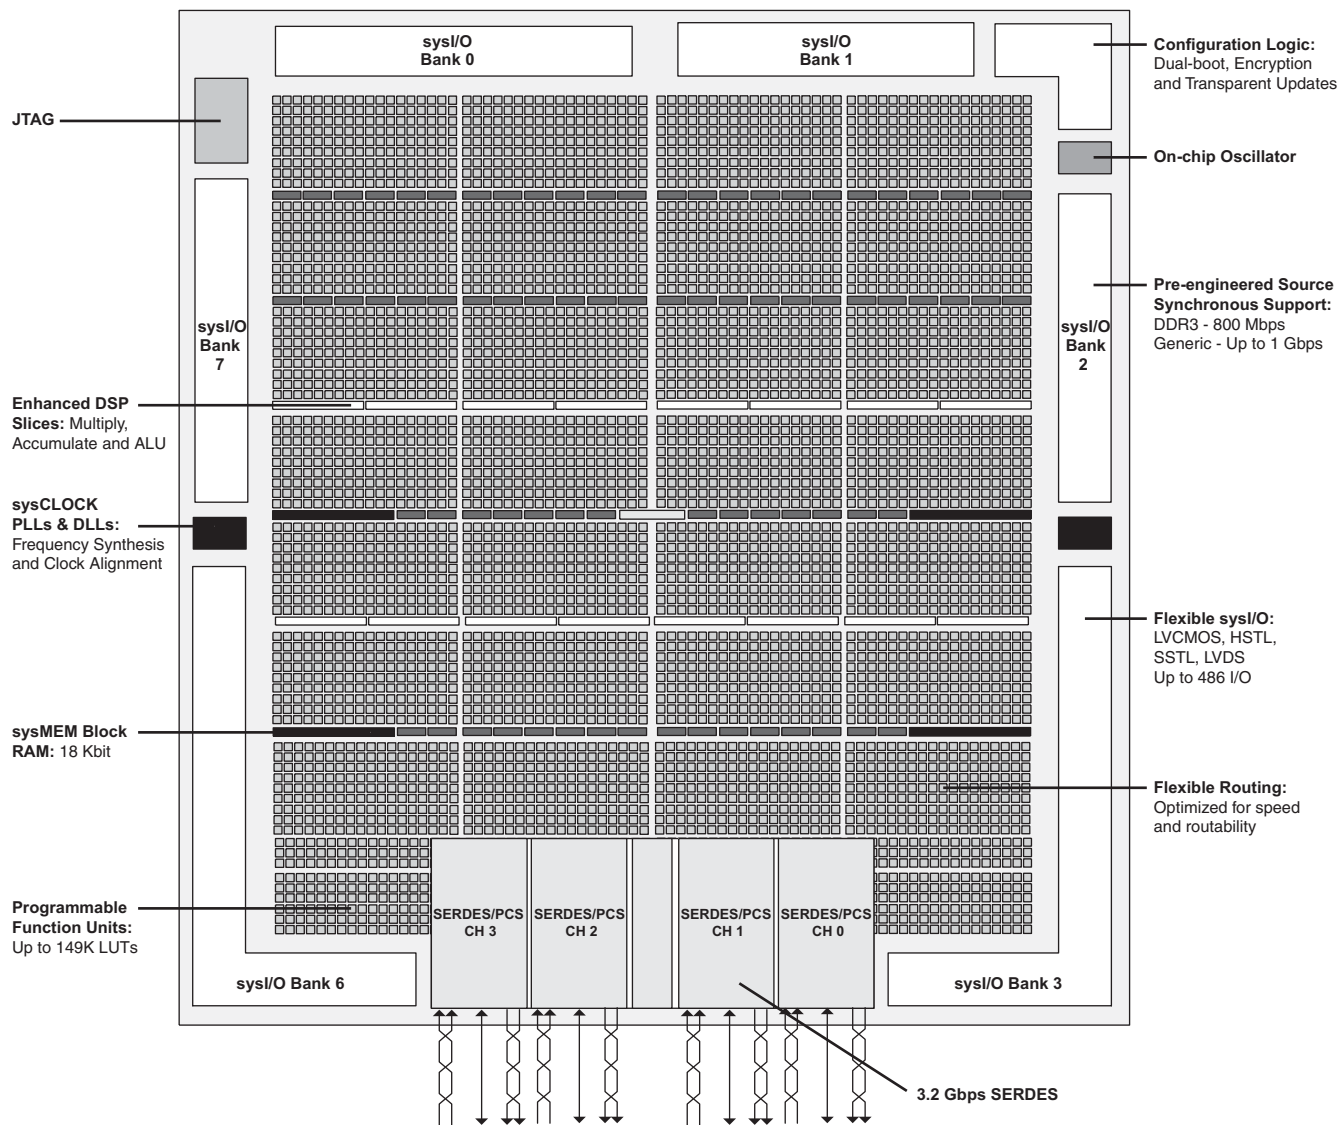 sysI/O
Bank 0
sysI/O
Bank 1
Configuration Logic:
Dual-boot, Encryption
and Transparent Updates
JTAG
On-chip Oscillator
sysI/O
Bank
7
sysI/O
Bank
2
Pre-engineered Source
Synchronous Support:
DDR3 - 800 Mbps
Generic - Up to 1 Gbps
Enhanced DSP
Slices: Multiply,
Accumulate and ALU
sysCLOCK
PLLs & DLLs:
Frequency Synthesis
and Clock Alignment
Flexible sysI/O:
LVCMOS, HSTL,
SSTL, LVDS
Up to 486 I/O
sysMEM Block
RAM: 18 Kbit
Flexible Routing:
Optimized for speed
and routability
Programmable
Function Units:
Up to 149K LUTs
SERDES/PCS
CH 3
SERDES/PCS
CH 2
SERDES/PCS
CH 1
SERDES/PCS
CH 0
sysI/O Bank 6
sysI/O Bank 3
3.2 Gbps SERDES